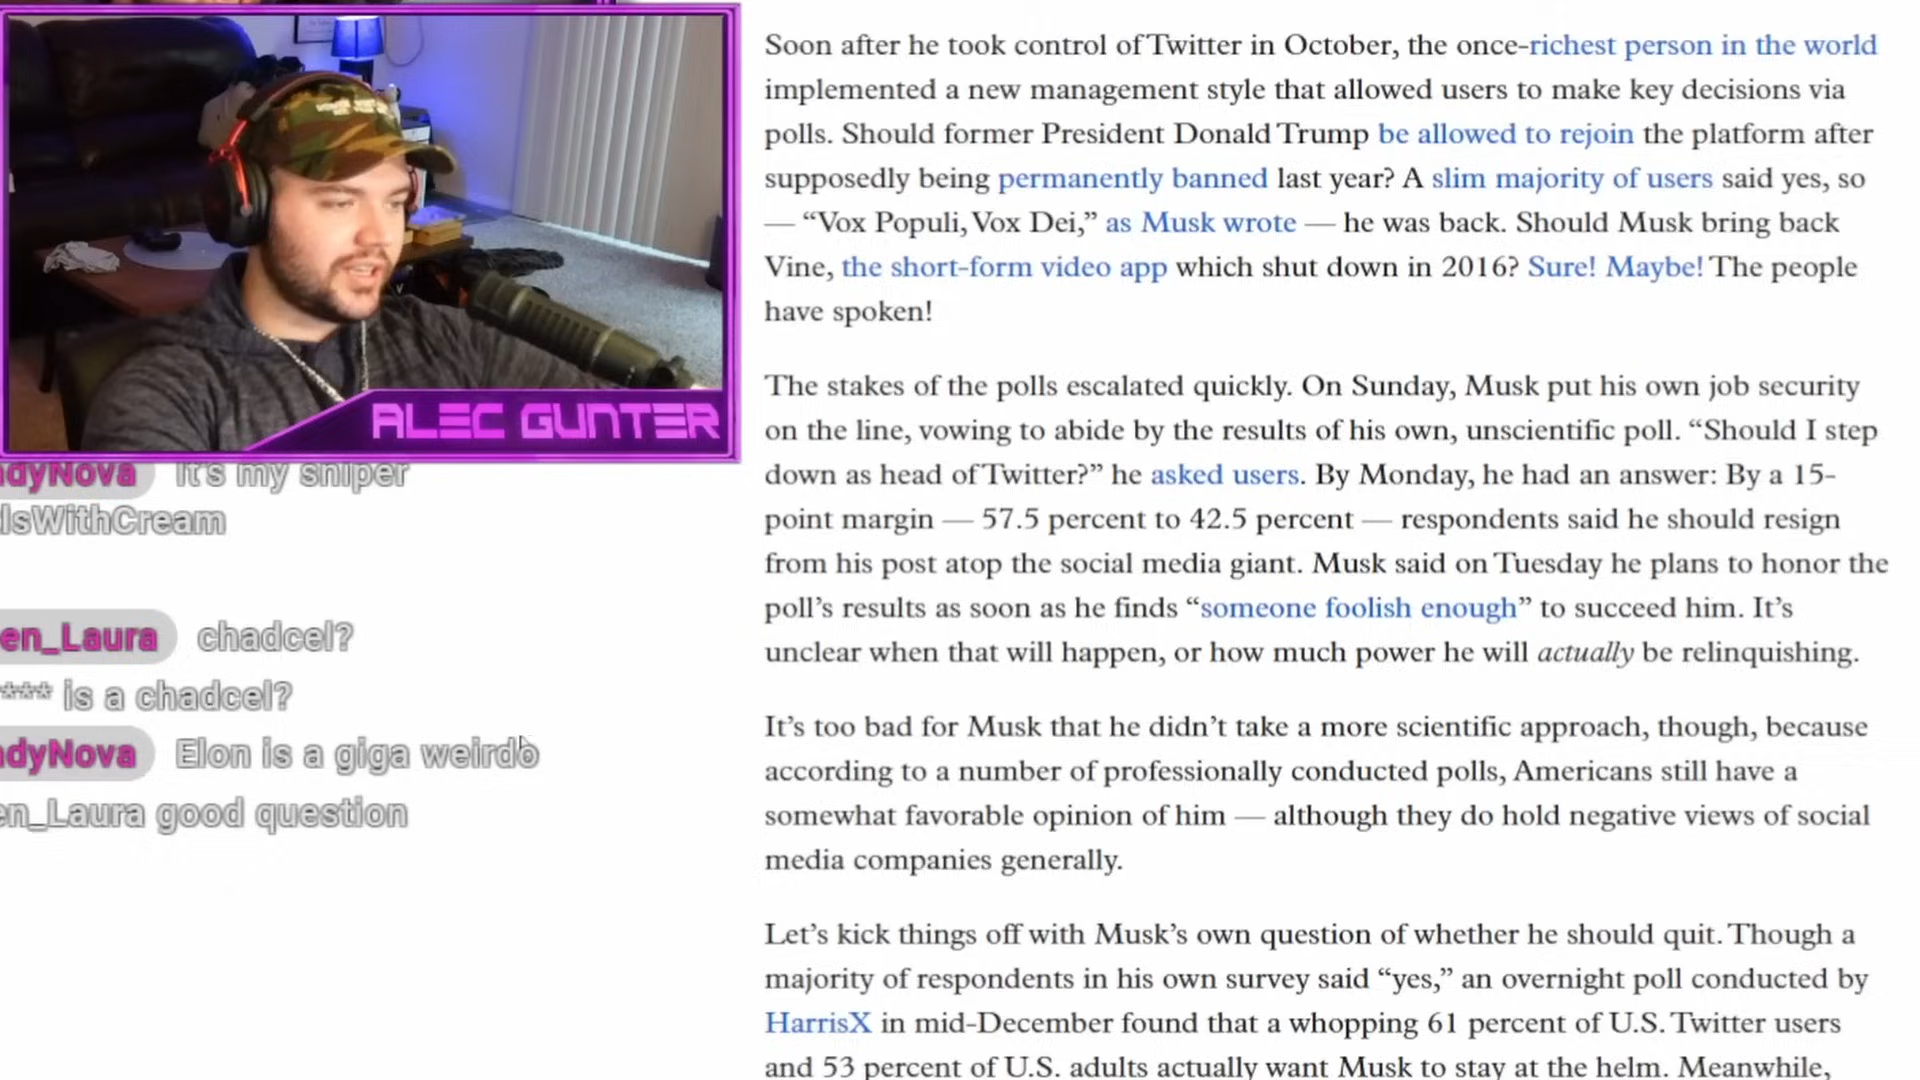 ALEC GUNTER
adyNova It's my sniper
lsWithCream
en_Laura chadcel?
**** is a chadcel?
adyNova Elon is a giga weirdo
en_Laura good question
Soon after he took control of Twitter in October, the once-richest person in the world
implemented a new management style that allowed users to make key decisions via
polls. Should former President Donald Trump be allowed to rejoin the platform after
supposedly being permanently banned last year? A slim majority of users said yes, so
— “Vox Populi, Vox Dei,” as Musk wrote — he was back. Should Musk bring back
Vine, the short-form video app which shut down in 2016? Sure! Maybe! The people
have spoken!
The stakes of the polls escalated quickly. On Sunday, Musk put his own job security
on the line, vowing to abide by the results of his own, unscientific poll. “Should I step
down as head of Twitter?” he asked users. By Monday, he had an answer: By a 15-
point margin — 57.5 percent to 42.5 percent — respondents said he should resign
from his post atop the social media giant. Musk said on Tuesday he plans to honor the
poll’s results as soon as he finds “someone foolish enough” to succeed him. It’s
unclear when that will happen, or how much power he will actually be relinquishing.
It’s too bad for Musk that he didn’t take a more scientific approach, though, because
according to a number of professionally conducted polls, Americans still have a
somewhat favorable opinion of him — although they do hold negative views of social
media companies generally.
Let’s kick things off with Musk’s own question of whether he should quit. Though a
majority of respondents in his own survey said “yes,” an overnight poll conducted by
HarrisX in mid-December found that a whopping 61 percent of U.S. Twitter users
and 53 percent of U.S. adults actually want Musk to stay at the helm. Meanwhile,